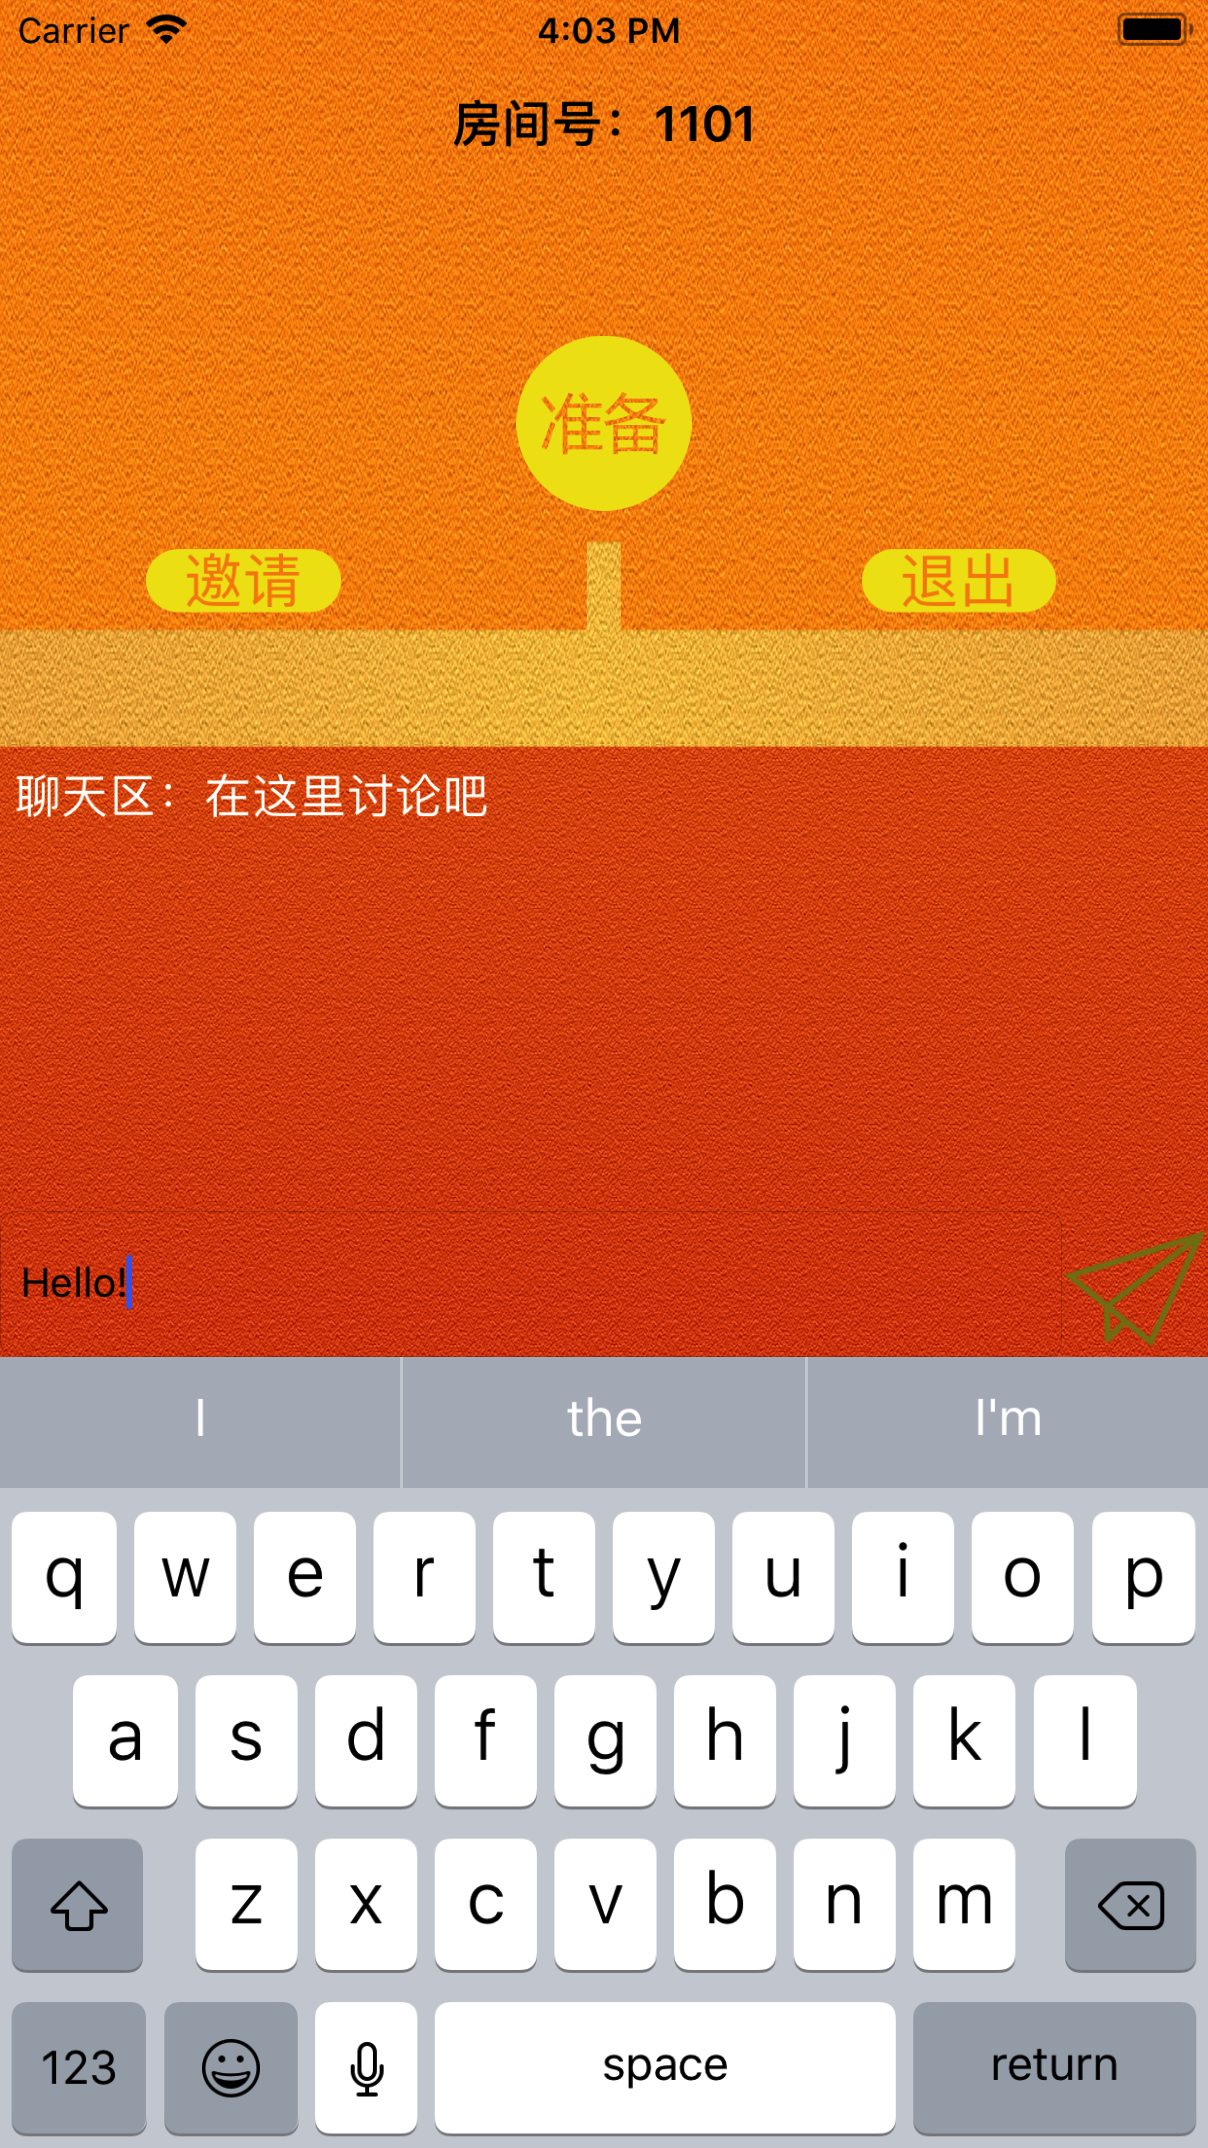 Carrier 4:03 PM
房间号：1101
准备
邀请 退出
聊天区：在这里讨论吧
Hello!
I the I'm
q w e r t y u i o p
a s d f g h j k l
z x c v b n m
123 space return